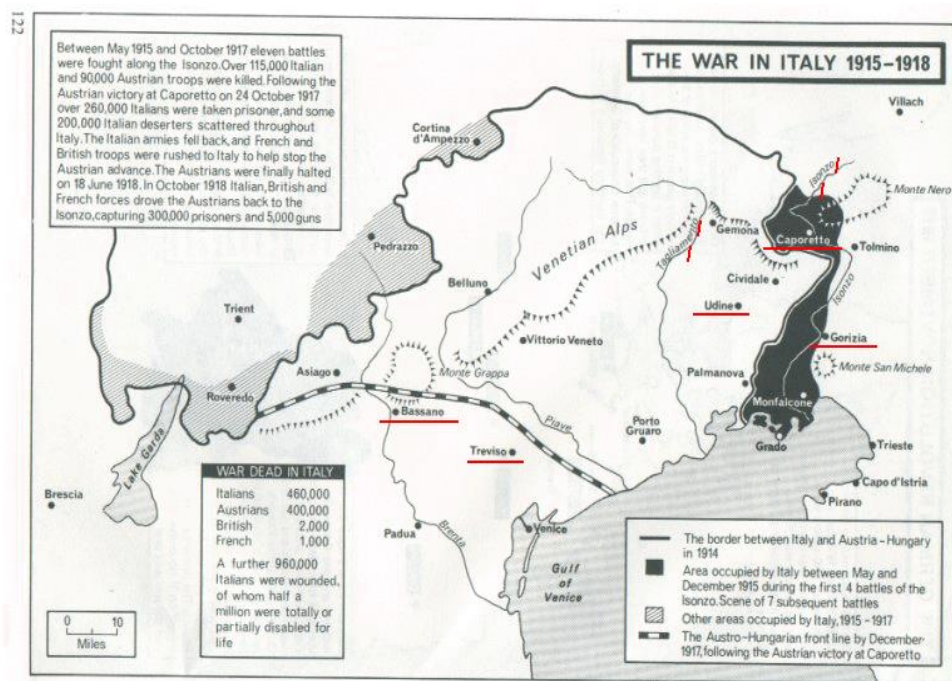 122
Between May 1915 and October 1917 eleven battles
were fought along the Isonzo. Over 115,000 Italian
and 90,000 Austrian troops were killed. Following the
Austrian victory at Caporetto on 24 October 1917
over 260,000 Italians were taken prisoner, and some
200,000 Italian deserters scattered throughout
Italy. The Italian armies fell back, and French and
British troops were rushed to Italy to help stop the
Austrian advance. The Austrians were finally halted
on 18 June 1918. In October 1918 Italian, British and
French forces drove the Austrians back to the
Isonzo, capturing 300,000 prisoners and 5,000 guns
THE WAR IN ITALY 1915-1918
Villach
Cortina
d'Ampezzo
Isonzo
Monte Nero
Gemona
Caporetto
Tolmino
Pedrazzo
Venetian Alps
Tagliamento
Cividale
Isonzo
Belluno
Udine
Trient
Gorizia
Vittorio Veneto
Asiago
Monte Grappa
Monte San Michele
Palmanova
Roveredo
Monfalcone
Bassano
Piave
Porto
Gruaro
Grado
Trieste
Treviso
Lake Garda
Brescia
Capo d'Istria
Pirano
Padua
Brenta
Venice
Gulf
of
Venice
WAR DEAD IN ITALY
Italians 460,000
Austrians 400,000
British 2,000
French 1,000
A further 960,000
Italians were wounded,
of whom half a
million were totally or
partially disabled for
life
0 10
Miles
The border between Italy and Austria-Hungary
in 1914
Area occupied by Italy between May and
December 1915 during the first 4 battles of the
Isonzo. Scene of 7 subsequent battles
Other areas occupied by Italy, 1915-1917
The Austro-Hungarian front line by December
1917, following the Austrian victory at Caporetto